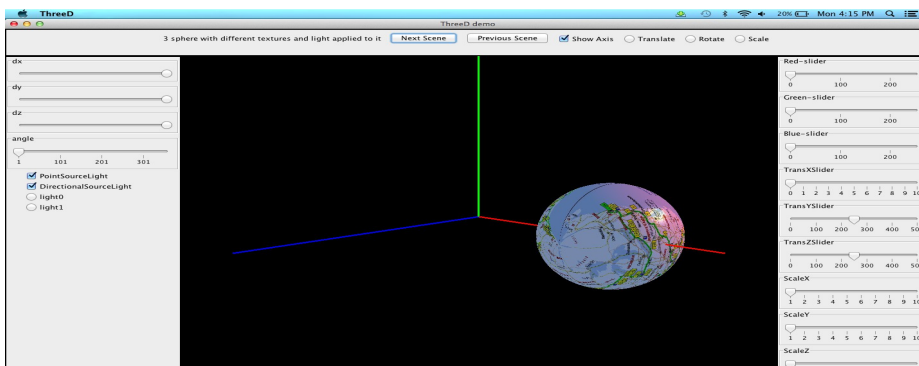 ThreeD
20% Mon 4:15 PM
ThreeD demo
3 sphere with different textures and light applied to it Next Scene Previous Scene Show Axis Translate Rotate Scale
dx
dy
dz
angle
1 101 201 301
PointSourceLight
DirectionalSourceLight
light0
light1
Red-slider
0 100 200
Green-slider
0 100 200
Blue-slider
0 100 200
TransXSlider
0 1 2 3 4 5 6 7 8 9 10
TransYSlider
0 100 200 300 400 50
TransZSlider
0 100 200 300 400 50
ScaleX
1 2 3 4 5 6 7 8 9 10
ScaleY
1 2 3 4 5 6 7 8 9 10
ScaleZ